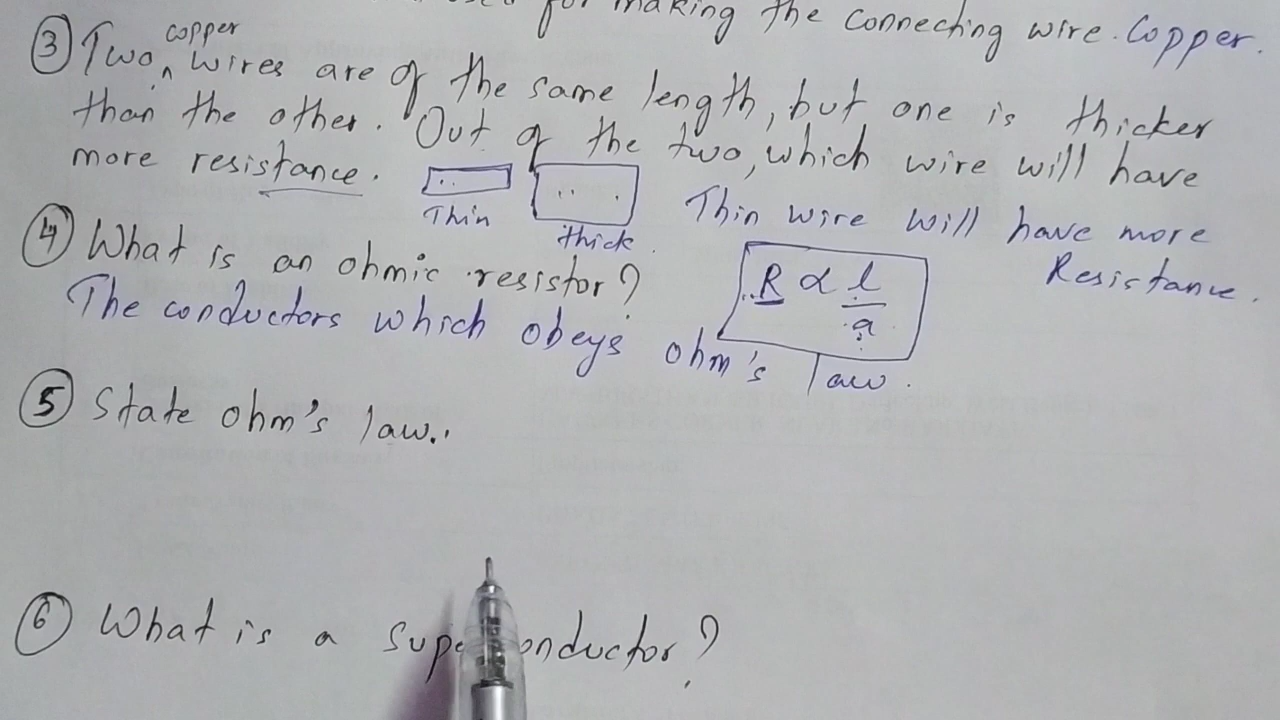 for making the connecting wire. Copper.
③ Two ^ copper wires are of the same length, but one is thicker
than the other. Out of the two, which wire will have
more resistance.
Thin
thick.
Thin wire will have more
Resistance.
④ What is an ohmic resistor?
R ∝ l
a
The conductors which obeys ohm's law.
⑤ State ohm's law..
⑥ What is a onductor?